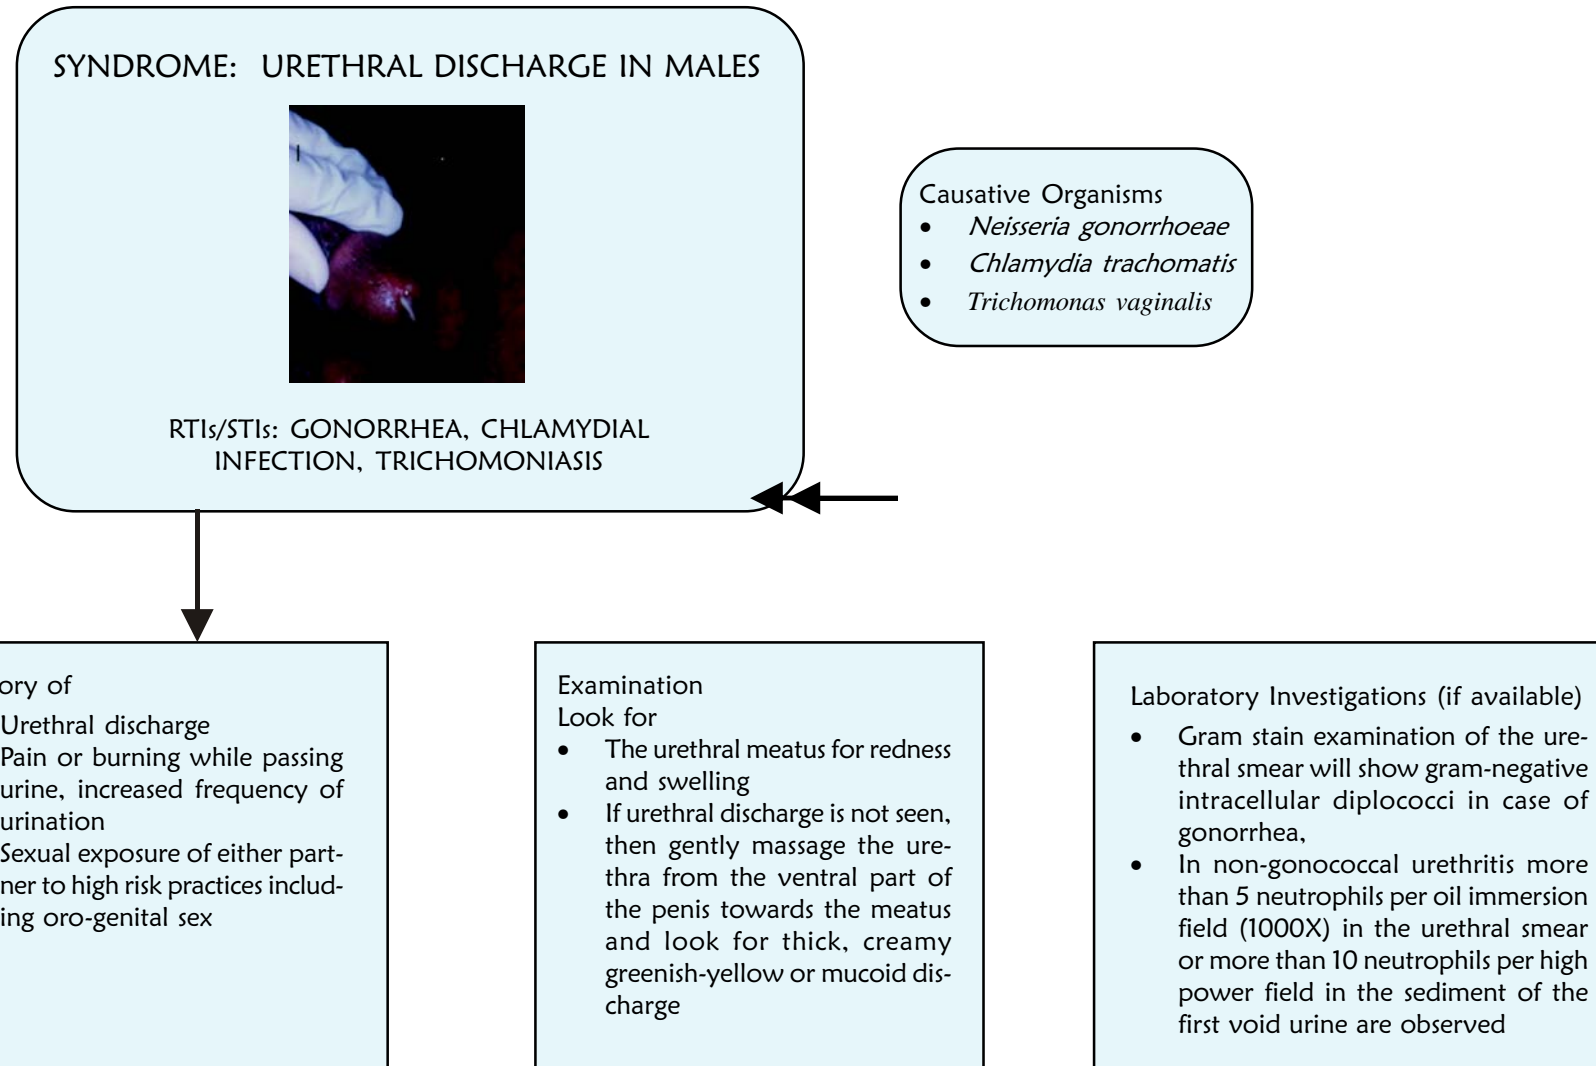 SYNDROME: URETHRAL DISCHARGE IN MALES
RTIs/STIs: GONORRHEA, CHLAMYDIAL
INFECTION, TRICHOMONIASIS
Causative Organisms
• Neisseria gonorrhoeae
• Chlamydia trachomatis
• Trichomonas vaginalis
ory of
Urethral discharge
Pain or burning while passing
urine, increased frequency of
urination
Sexual exposure of either part-
ner to high risk practices includ-
ing oro-genital sex
Examination
Look for
• The urethral meatus for redness
and swelling
• If urethral discharge is not seen,
then gently massage the ure-
thra from the ventral part of
the penis towards the meatus
and look for thick, creamy
greenish-yellow or mucoid dis-
charge
Laboratory Investigations (if available)
• Gram stain examination of the ure-
thral smear will show gram-negative
intracellular diplococci in case of
gonorrhea,
• In non-gonococcal urethritis more
than 5 neutrophils per oil immersion
field (1000X) in the urethral smear
or more than 10 neutrophils per high
power field in the sediment of the
first void urine are observed